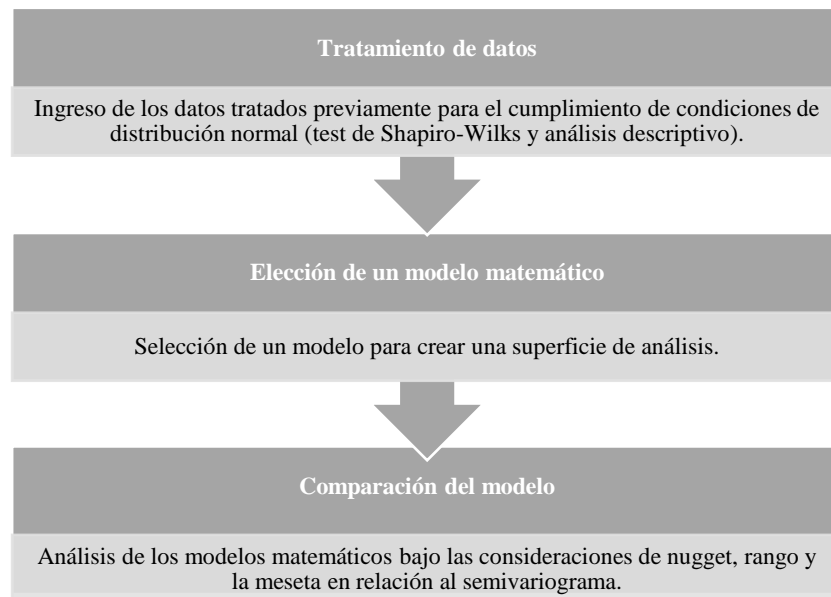 Tratamiento de datos
Ingreso de los datos tratados previamente para el cumplimiento de condiciones de
distribución normal (test de Shapiro-Wilks y análisis descriptivo).
Elección de un modelo matemático
Selección de un modelo para crear una superficie de análisis.
Comparación del modelo
Análisis de los modelos matemáticos bajo las consideraciones de nugget, rango y
la meseta en relación al semivariograma.